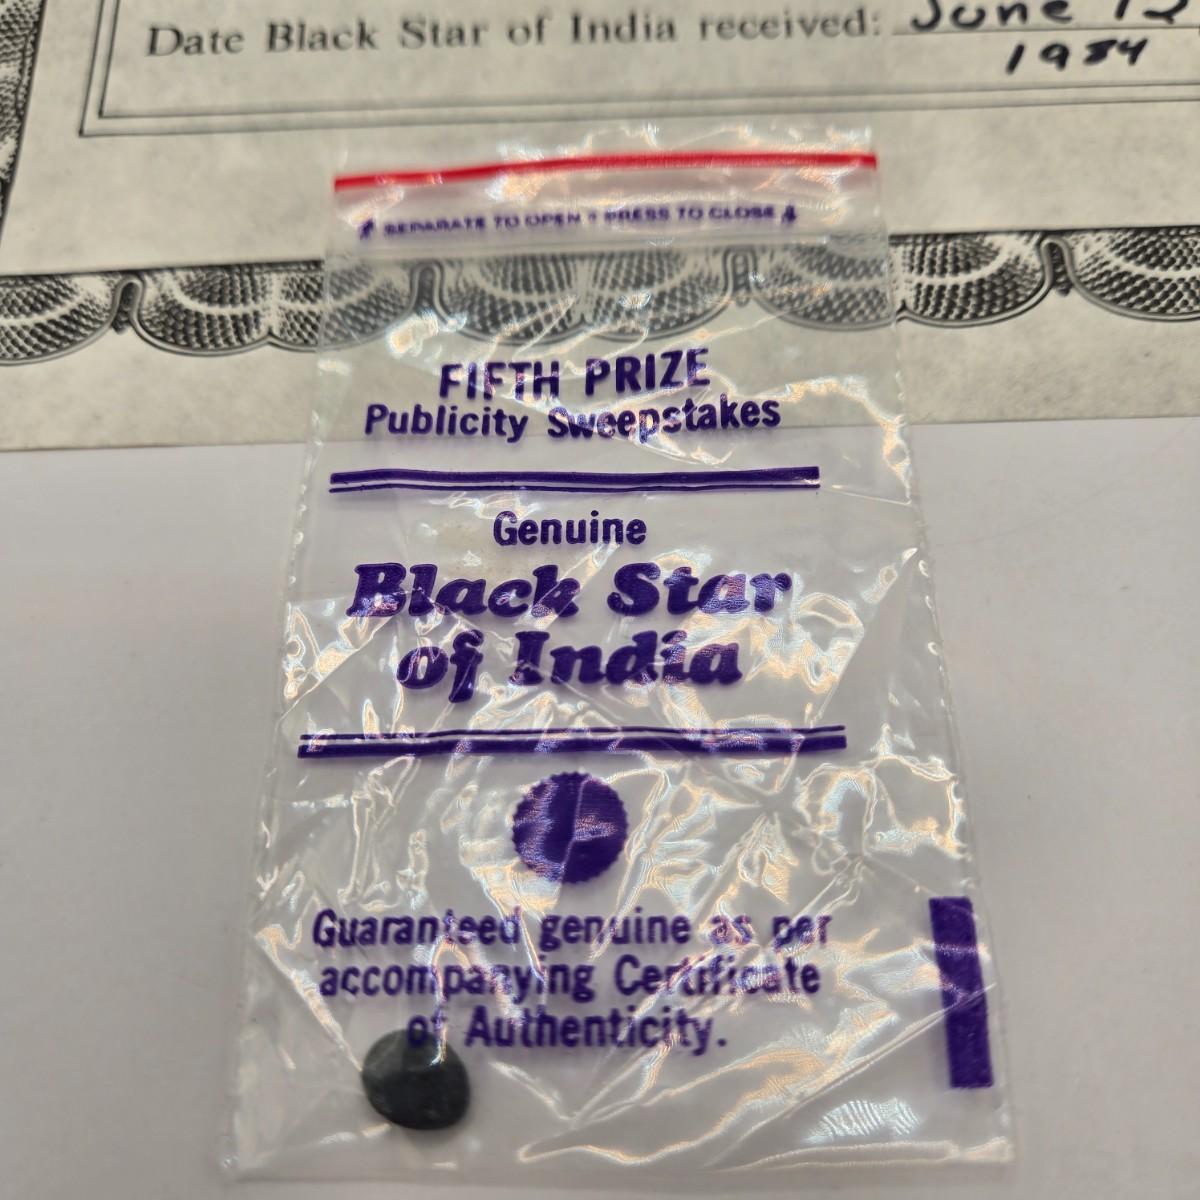 Date Black Star of India received: June 12
1984
SEPARATE TO OPEN • PRESS TO CLOSE
FIFTH PRIZE
Publicity Sweepstakes
Genuine
Black Star
of India
Guaranteed genuine as per
accompanying Certificate
of Authenticity.